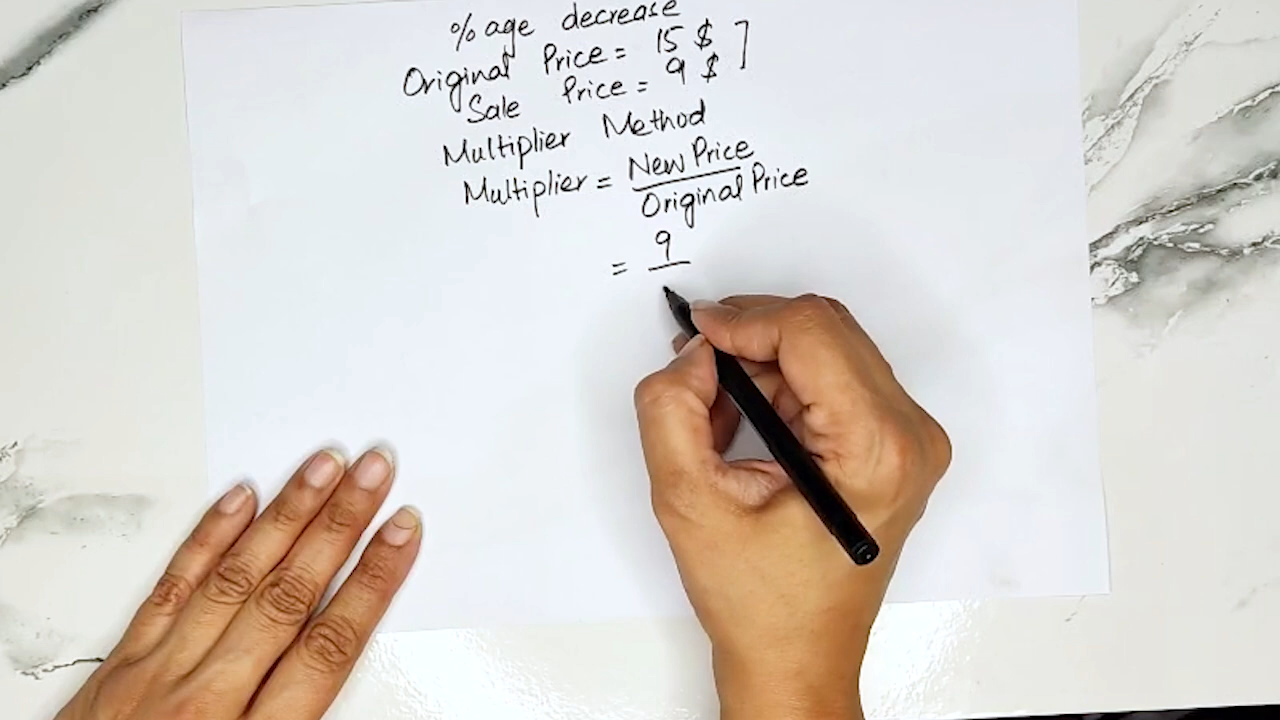 %age decrease
Original Price = 15 $ ]
Sale Price = 9 $
Multiplier Method
Multiplier = New Price
Original Price
= 9